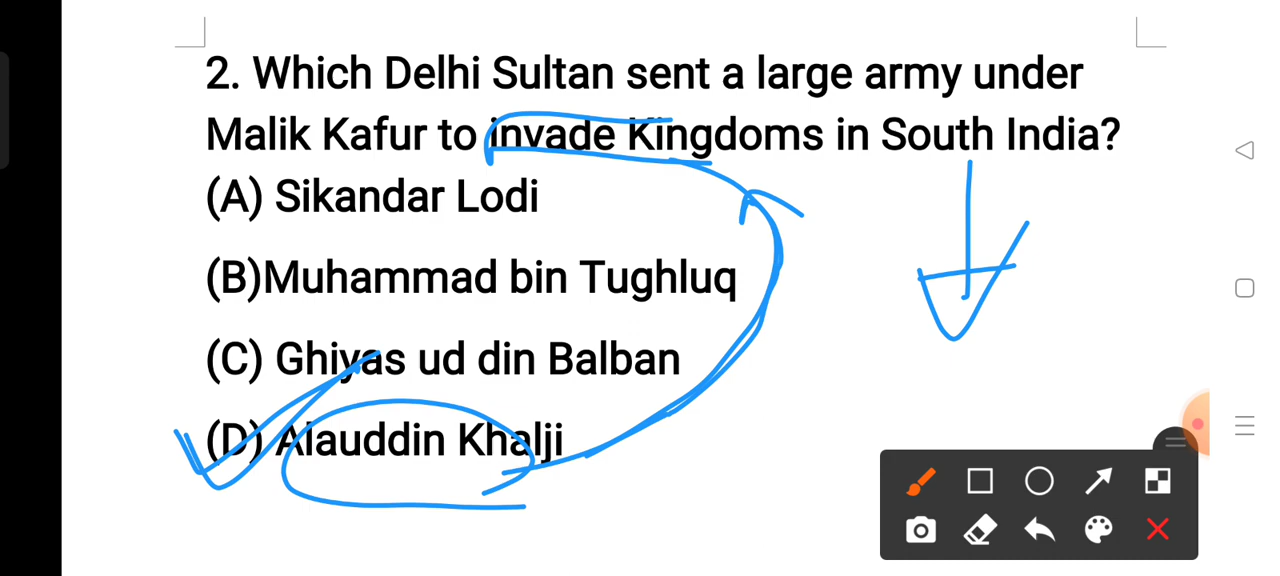 2. Which Delhi Sultan sent a large army under
Malik Kafur to invade Kingdoms in South India?
(A) Sikandar Lodi
(B)Muhammad bin Tughluq
(C) Ghiyas ud din Balban
(D) Alauddin Khalji